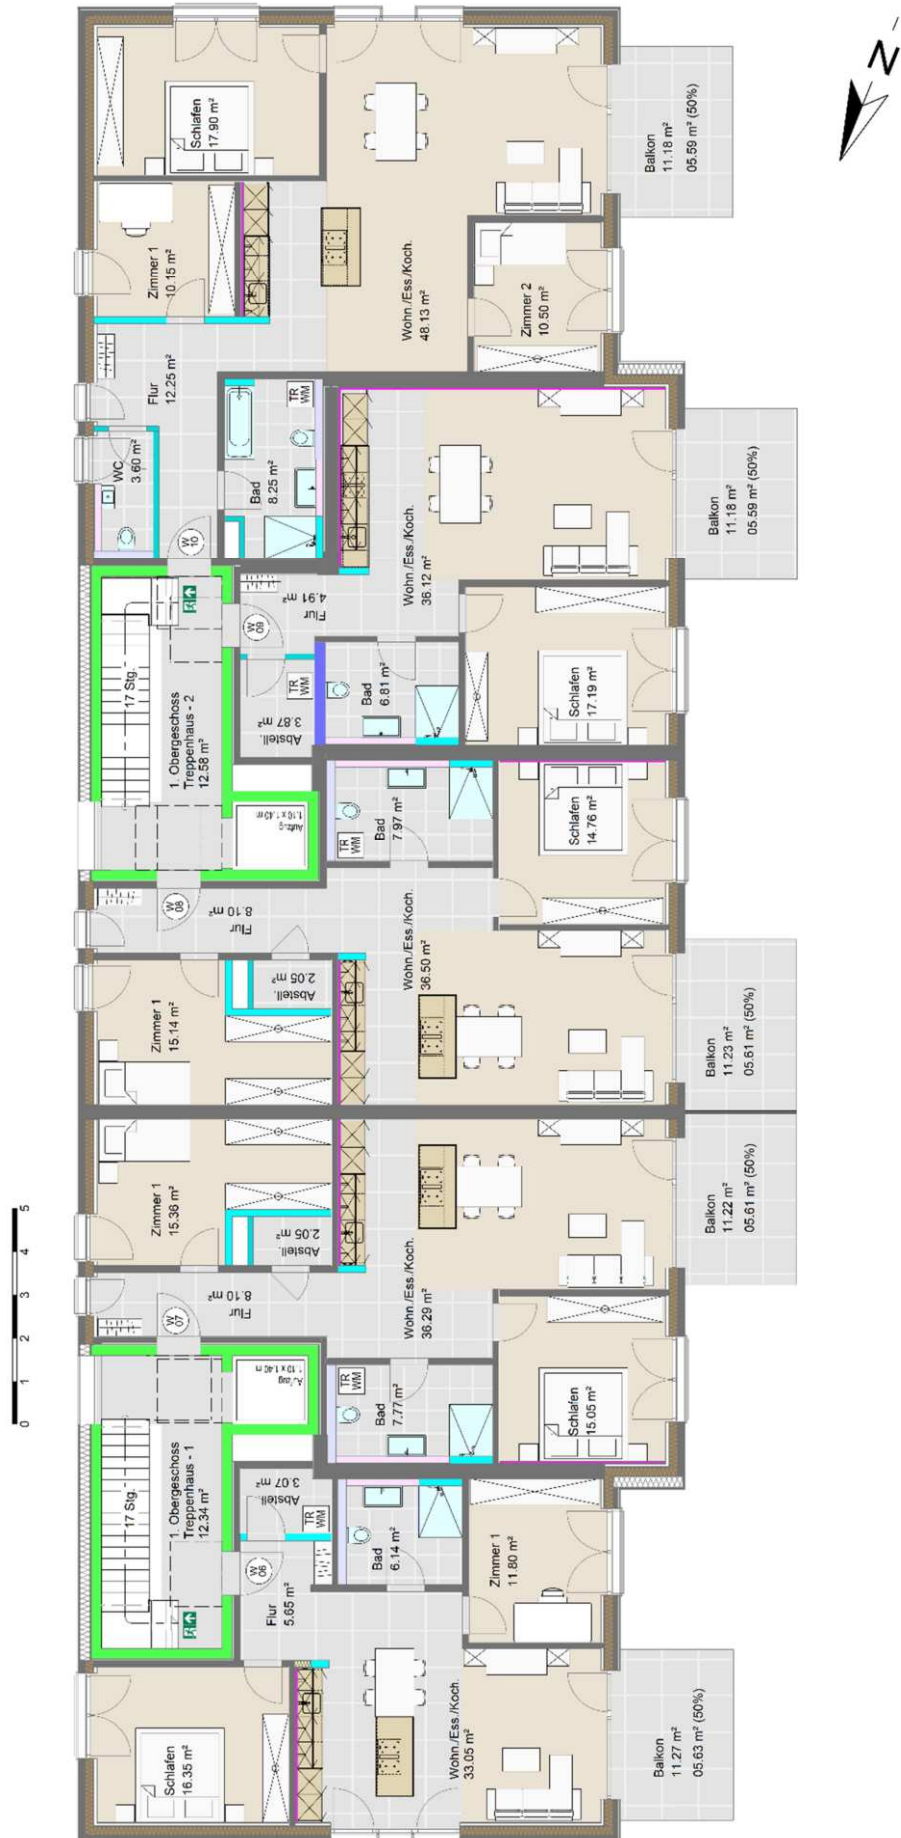 N
Schlafen
17.90 m²
Zimmer 1
10.15 m²
Wohn./Ess./Koch.
48.13 m²
Zimmer 2
10.50 m²
Balkon
11.18 m²
05.59 m² (50%)
Flur
12.25 m²
WC
3.60 m²
Bad
8.25 m²
TR
WM
W
10
Wohn./Ess./Koch.
36.12 m²
Balkon
11.18 m²
05.59 m² (50%)
Flur
4.91 m²
W
09
Abstell.
3.87 m²
TR
WM
Bad
6.81 m²
Schlafen
17.19 m²
17 Stg.
1. Obergeschoss
Treppenhaus - 2
12.58 m²
Aufzug
1.10 x 1.40 m
Bad
7.97 m²
TR
WM
Schlafen
14.76 m²
W
08
Flur
8.10 m²
Wohn./Ess./Koch.
36.50 m²
Abstell.
2.05 m²
Zimmer 1
15.14 m²
Balkon
11.23 m²
05.61 m² (50%)
Zimmer 1
15.36 m²
Abstell.
2.05 m²
Flur
8.10 m²
W
07
Wohn./Ess./Koch.
36.29 m²
Balkon
11.22 m²
05.61 m² (50%)
Bad
7.77 m²
TR
WM
Schlafen
15.05 m²
17 Stg.
1. Obergeschoss
Treppenhaus - 1
12.34 m²
Aufzug
1.10 x 1.40 m
Abstell.
3.07 m²
TR
WM
W
06
Flur
5.65 m²
Bad
6.14 m²
Zimmer 1
11.80 m²
Schlafen
16.35 m²
Wohn./Ess./Koch.
33.05 m²
Balkon
11.27 m²
05.63 m² (50%)
0 1 2 3 4 5